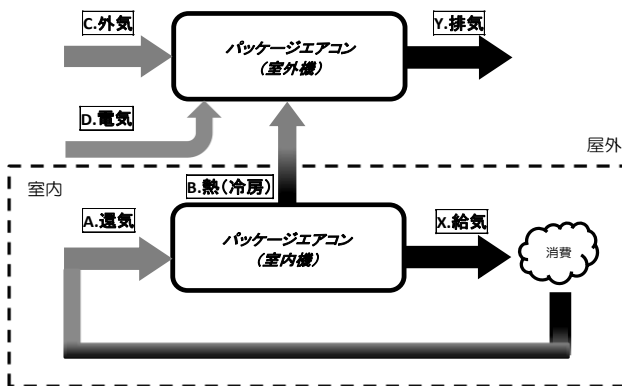 C.外気
パッケージエアコン
(室外機)
Y.排気
D.電気
屋外
室内
B.熱(冷房)
A.還気
パッケージエアコン
(室内機)
X.給気
消費